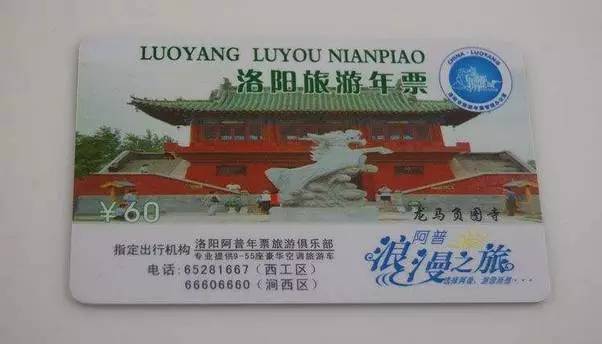 LUOYANG LUYOU NIANPIAO
洛阳旅游年票
CHINA·LUOYANG
¥60
龙马负图寺
指定出行机构
洛阳阿普年票旅游俱乐部
专业提供9-55座豪华空调旅游车
电话:65281667(西工区)
66606660(涧西区)
阿普
浪漫之旅